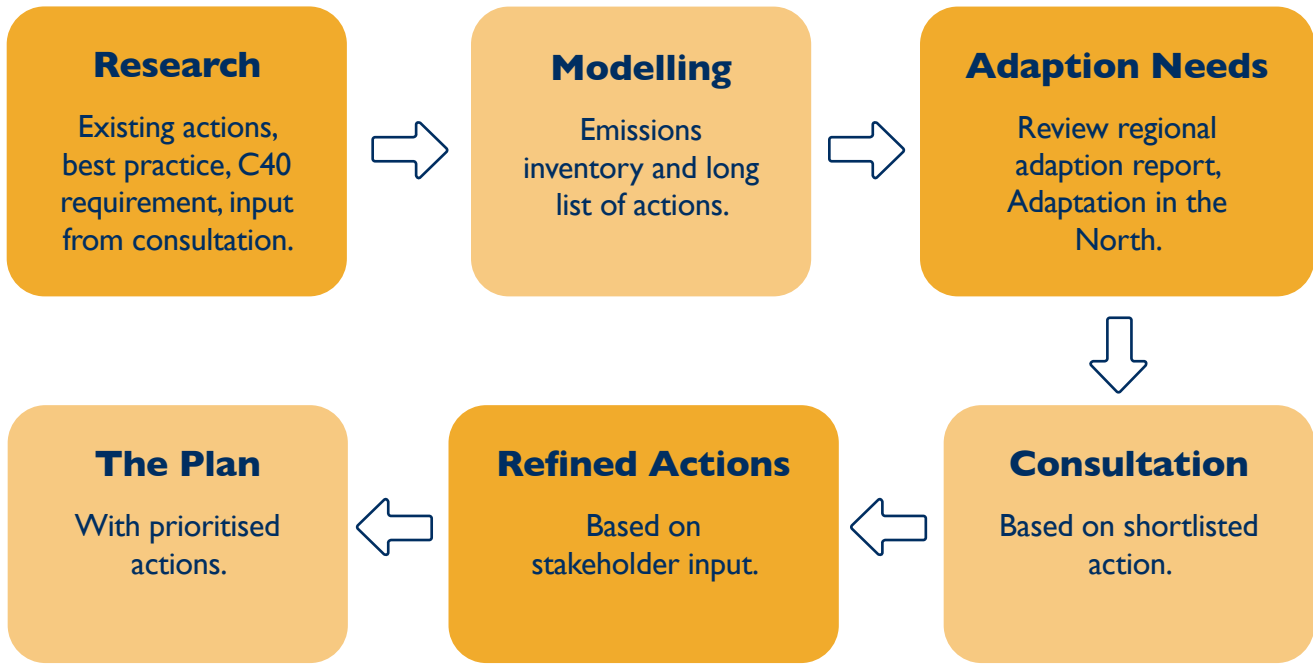 Research
Existing actions,
best practice, C40
requirement, input
from consultation.
Modelling
Emissions
inventory and long
list of actions.
Adaption Needs
Review regional
adaption report,
Adaptation in the
North.
Consultation
Based on shortlisted
action.
Refined Actions
Based on
stakeholder input.
The Plan
With prioritised
actions.